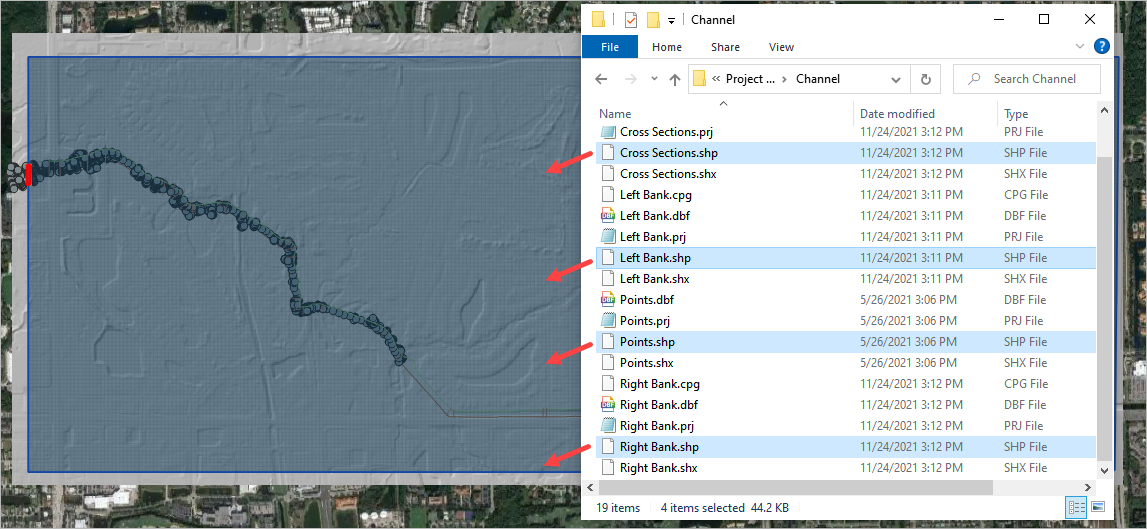 Channel
File Home Share View
« Project ... > Channel Search Channel
Name Date modified Type
Cross Sections.prj 11/24/2021 3:12 PM PRJ File
Cross Sections.shp 11/24/2021 3:12 PM SHP File
Cross Sections.shx 11/24/2021 3:12 PM SHX File
Left Bank.cpg 11/24/2021 3:11 PM CPG File
Left Bank.dbf 11/24/2021 3:11 PM DBF File
Left Bank.prj 11/24/2021 3:11 PM PRJ File
Left Bank.shp 11/24/2021 3:11 PM SHP File
Left Bank.shx 11/24/2021 3:11 PM SHX File
Points.dbf 5/26/2021 3:06 PM DBF File
Points.prj 5/26/2021 3:06 PM PRJ File
Points.shp 5/26/2021 3:06 PM SHP File
Points.shx 5/26/2021 3:06 PM SHX File
Right Bank.cpg 11/24/2021 3:12 PM CPG File
Right Bank.dbf 11/24/2021 3:12 PM DBF File
Right Bank.prj 11/24/2021 3:12 PM PRJ File
Right Bank.shp 11/24/2021 3:12 PM SHP File
Right Bank.shx 11/24/2021 3:12 PM SHX File
19 items 4 items selected 44.2 KB